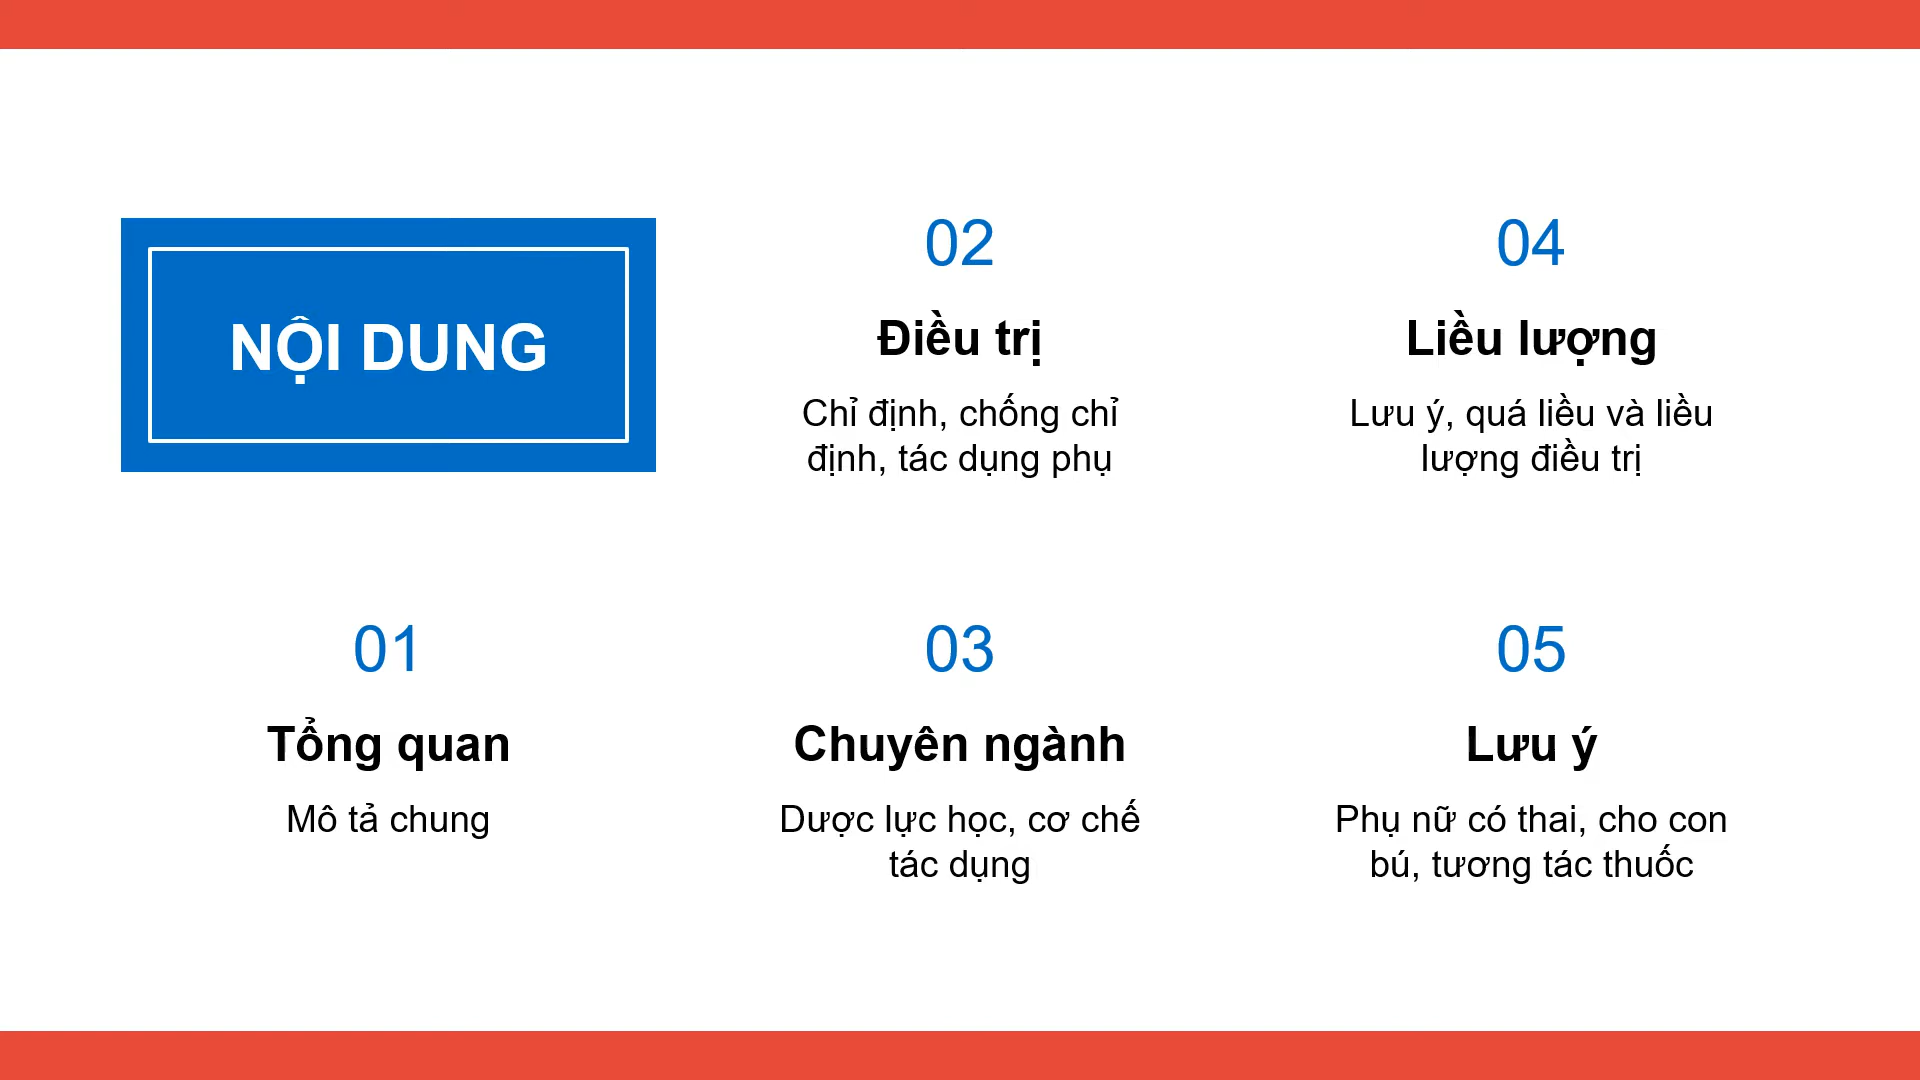 NỘI DUNG
01
Tổng quan
Mô tả chung
02
Điều trị
Chỉ định, chống chỉ
định, tác dụng phụ
03
Chuyên ngành
Dược lực học, cơ chế
tác dụng
04
Liều lượng
Lưu ý, quá liều và liều
lượng điều trị
05
Lưu ý
Phụ nữ có thai, cho con
bú, tương tác thuốc